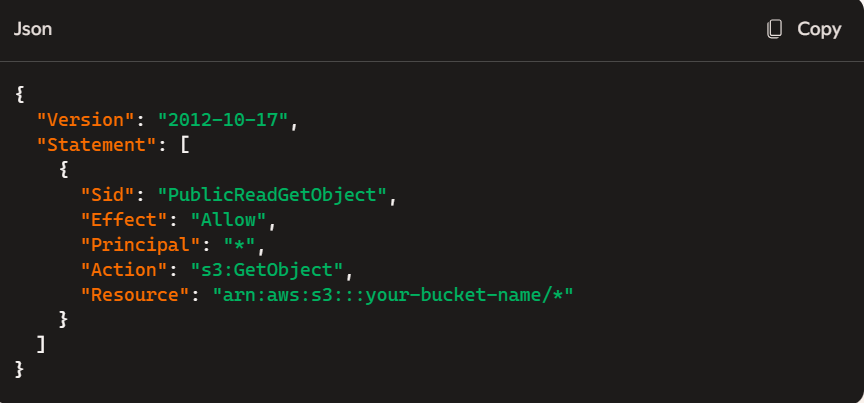 Json
Copy
{
  "Version": "2012-10-17",
  "Statement": [
    {
      "Sid": "PublicReadGetObject",
      "Effect": "Allow",
      "Principal": "*",
      "Action": "s3:GetObject",
      "Resource": "arn:aws:s3:::your-bucket-name/*"
    }
  ]
}